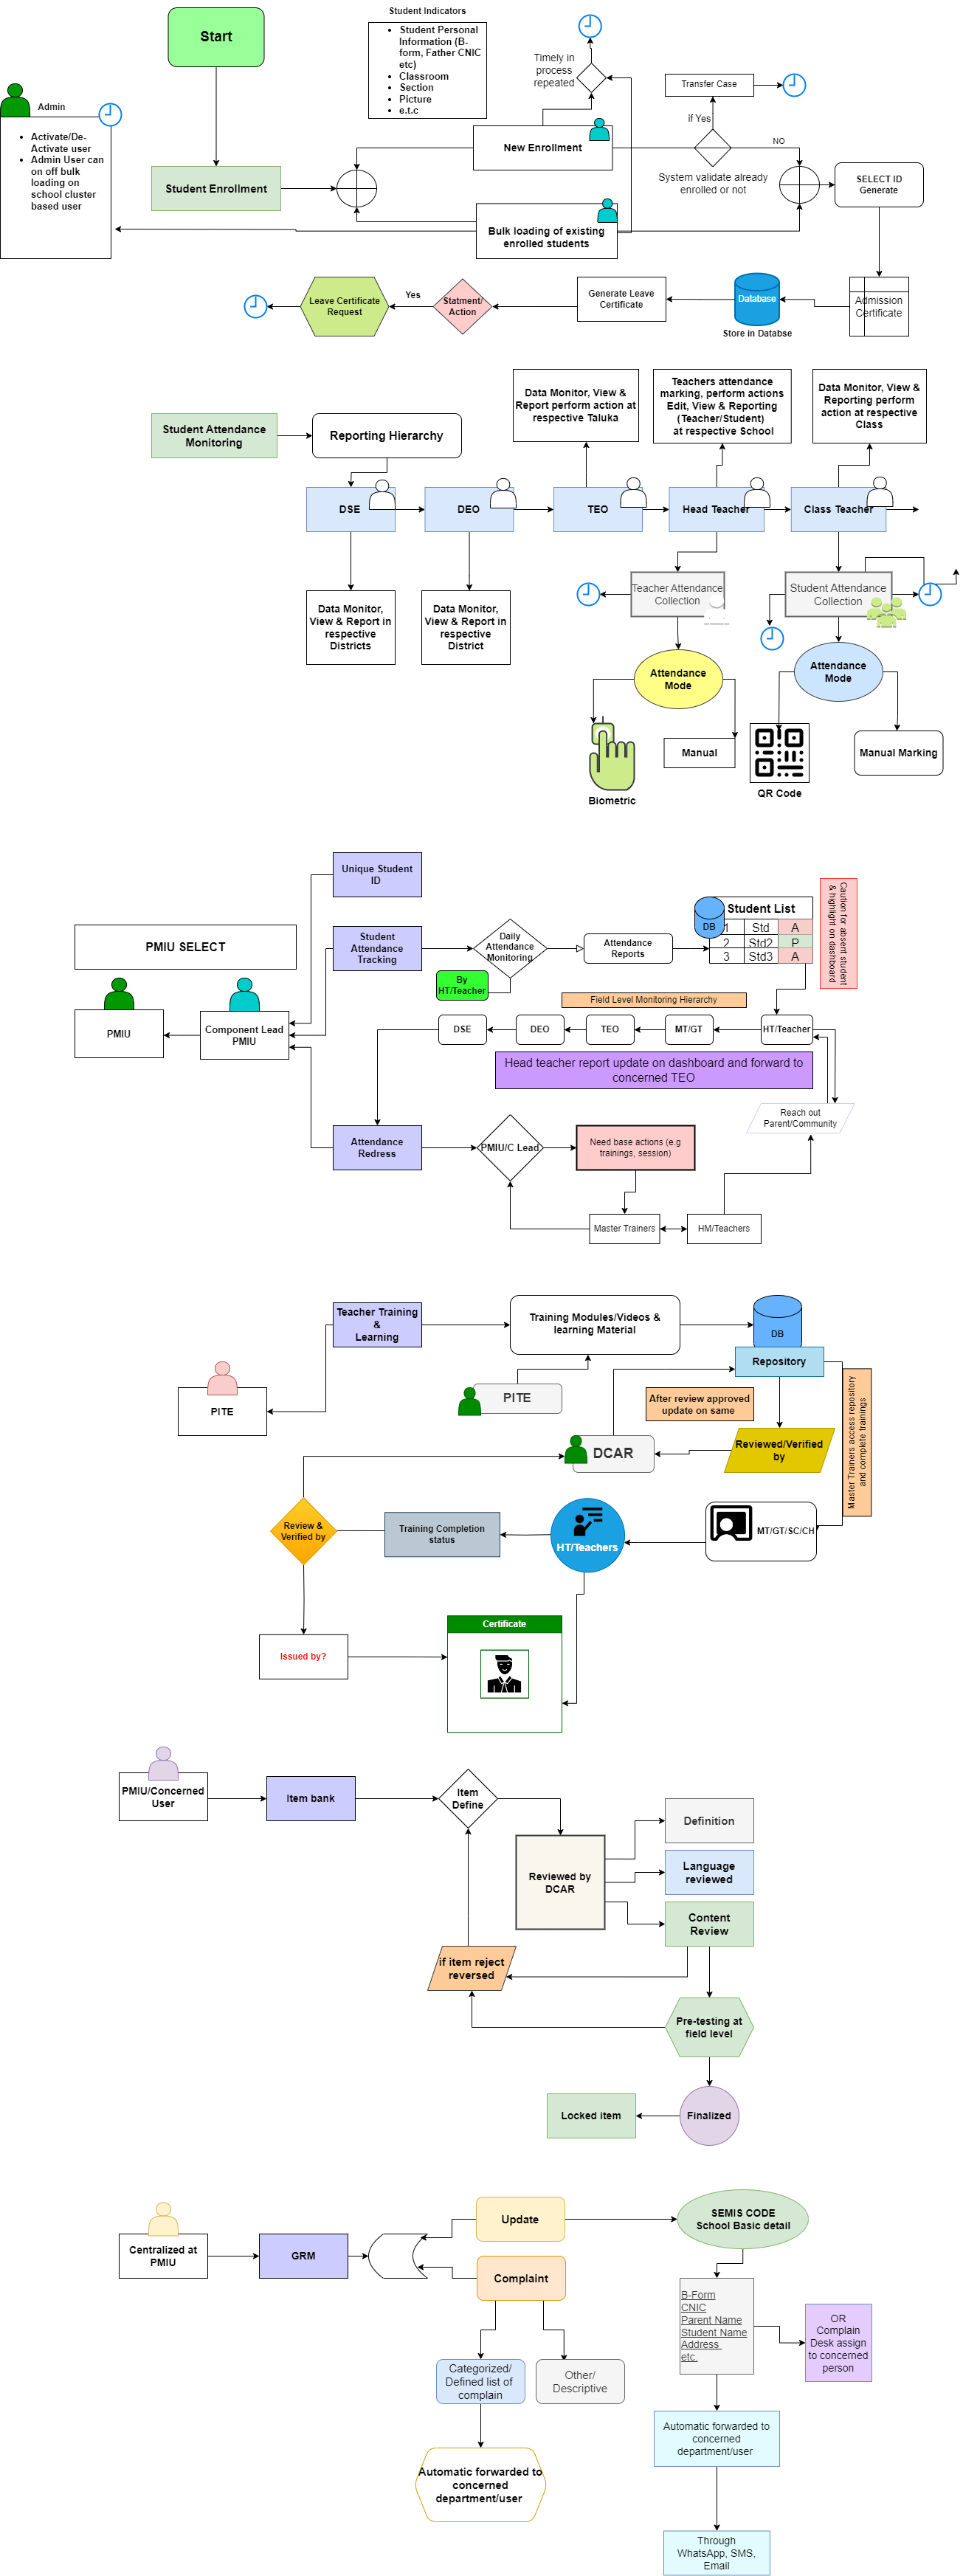 Start
Student Indicators
Student Personal
Information (B-
form, Father CNIC
etc)
Classroom
Section
Picture
e.t.c
Timely in
process
repeated
Transfer Case
if Yes
Admin
Activate/De-
Activate user
Admin User can
on off bulk
loading on
school cluster
based user
Student Enrollment
New Enrollment
NO
System validate already
enrolled or not
SELECT ID
Generate
Bulk loading of existing
enrolled students
Leave Certificate
Request
Yes
Statment/
Action
Generate Leave
Certificate
Database
Store in Databse
Admission
Certificate
Data Monitor, View &
Report perform action at
respective Taluka
Teachers attendance
marking, perform actions
Edit, View & Reporting
(Teacher/Student)
at respective School
Data Monitor, View &
Reporting perform
action at respective
Class
Student Attendance
Monitoring
Reporting Hierarchy
DSE
DEO
TEO
Head Teacher
Class Teacher
Data Monitor,
View & Report in
respective
Districts
Data Monitor,
View & Report in
respective
District
Teacher Attendance
Collection
Student Attendance
Collection
Attendance
Mode
Attendance
Mode
Manual
Manual Marking
Biometric
QR Code
Unique Student
ID
PMIU SELECT
Student
Attendance
Tracking
Daily
Attendance
Monitoring
By
HT/Teacher
Attendance
Reports
DB
Student List
1 Std A
2 Std2 P
3 Std3 A
Caution for absent student
& highlight on dashboard
Field Level Monitoring Hierarchy
PMIU
Component Lead
PMIU
DSE
DEO
TEO
MT/GT
HT/Teacher
Head teacher report update on dashboard and forward to
concerned TEO
Reach out
Parent/Community
Attendance
Redress
PMIU/C Lead
Need base actions (e.g
trainings, session)
Master Trainers
HM/Teachers
Teacher Training
&
Learning
Training Modules/Videos &
learning Material
DB
Repository
PITE
PITE
After review approved
update on same
Master Trainers access repository
and complete trainings
DCAR
Reviewed/Verified
by
Review &
Verified by
Training Completion
status
HT/Teachers
MT/GT/SC/CH
Issued by?
Certificate
PMIU/Concerned
User
Item bank
Item
Define
Definition
Reviewed by
DCAR
Language
reviewed
Content
Review
if item reject
reversed
Pre-testing at
field level
Locked item
Finalized
Centralized at
PMIU
GRM
Update
Complaint
SEMIS CODE
School Basic detail
B-Form
CNIC
Parent Name
Student Name
Address
etc.
OR
Complain
Desk assign
to concerned
person
Categorized/
Defined list of
complain
Other/
Descriptive
Automatic forwarded to
concerned
department/user
Automatic forwarded to
concerned
department/user
Through
WhatsApp, SMS,
Email